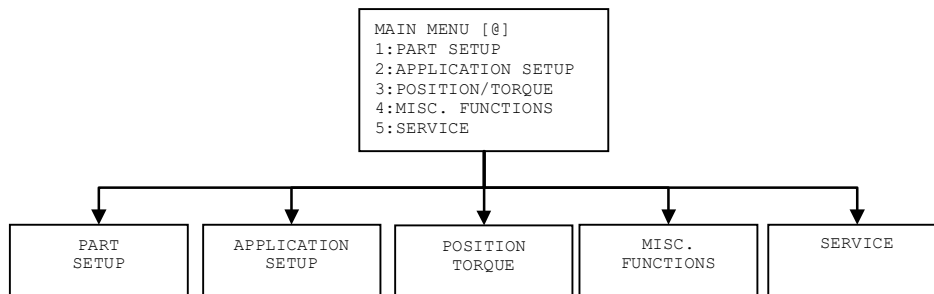 MAIN MENU [@]
1:PART SETUP
2:APPLICATION SETUP
3:POSITION/TORQUE
4:MISC. FUNCTIONS
5:SERVICE
PART
SETUP
APPLICATION
SETUP
POSITION
TORQUE
MISC.
FUNCTIONS
SERVICE